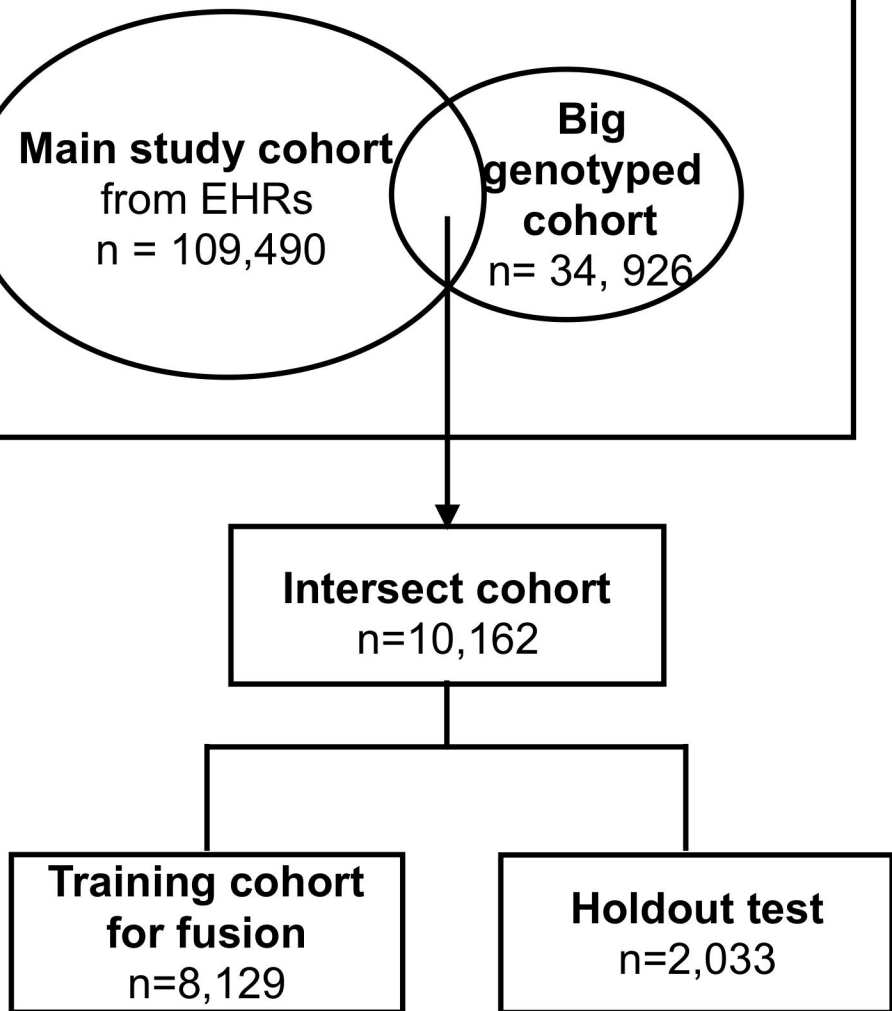 Main study cohort
from EHRs
n = 109,490
Big
genotyped
cohort
n= 34, 926
Intersect cohort
n=10,162
Training cohort
for fusion
n=8,129
Holdout test
n=2,033